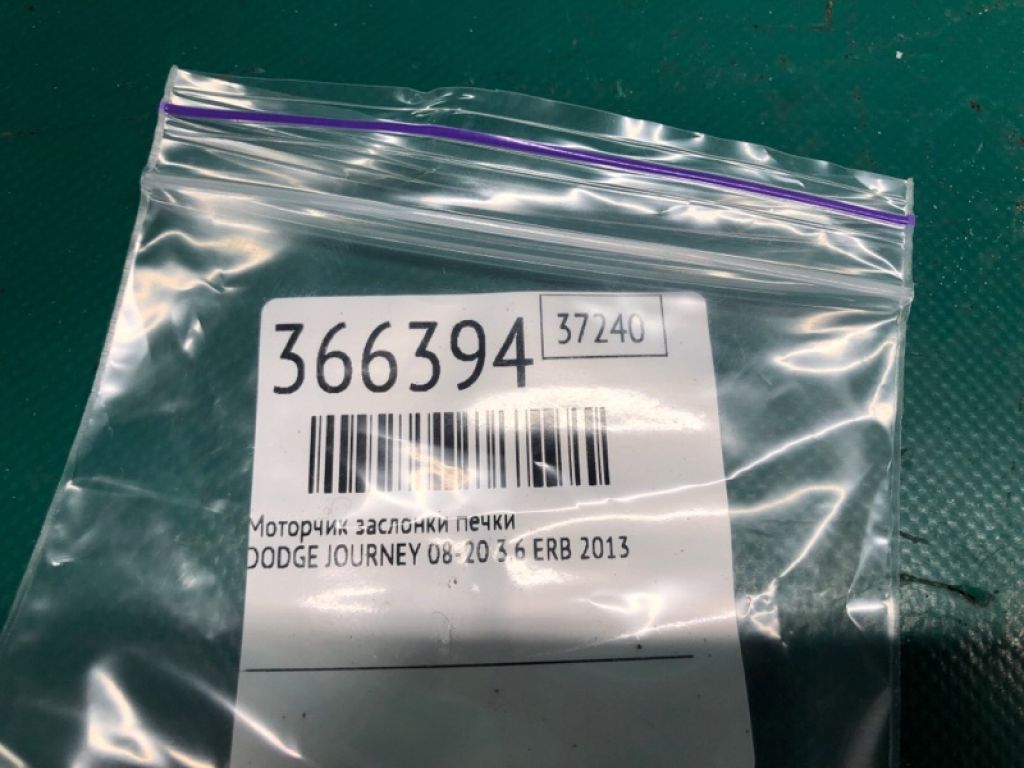 366394
37240
Моторчик заслонки печки
DODGE JOURNEY 08-20 3.6 ERB 2013